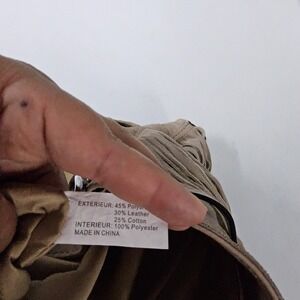 EXTERIEUR: 45% Poly
30% Leather
25% Cotton
INTERIEUR: 100% Polyester
MADE IN CHINA